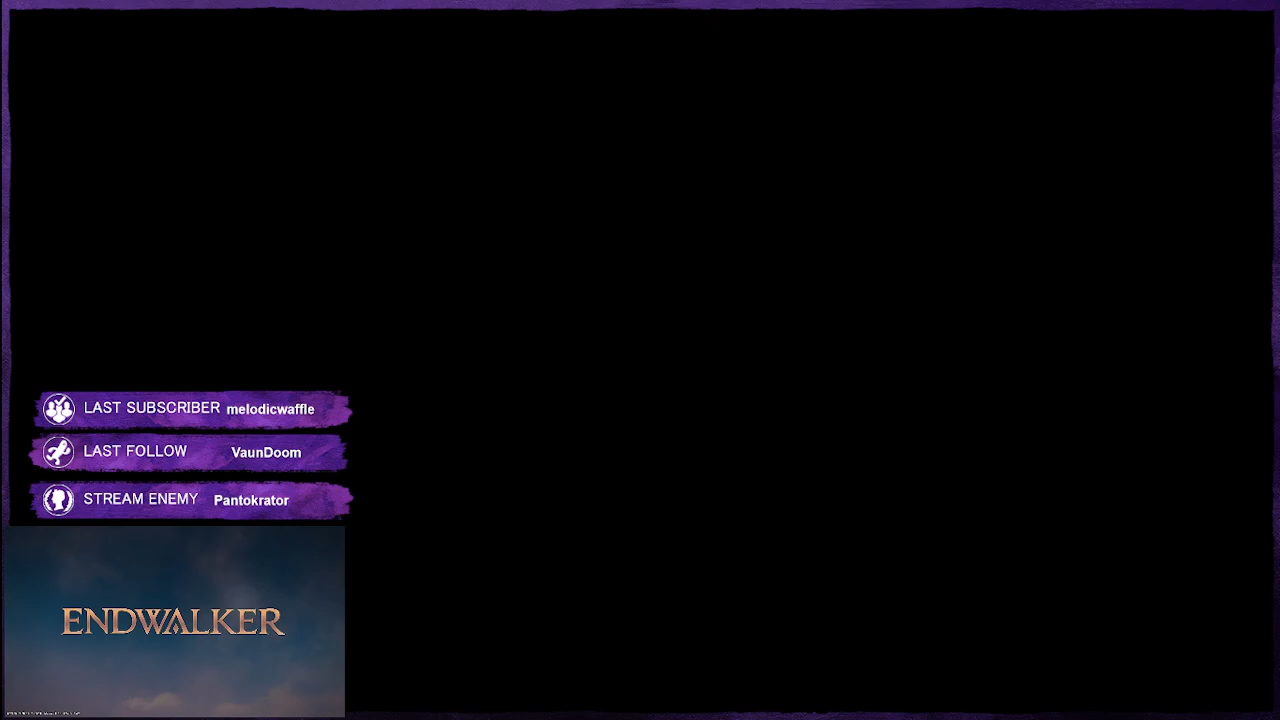 LAST SUBSCRIBER melodicwaffle
LAST FOLLOW VaunDoom
STREAM ENEMY Pantokrator
ENDWALKER